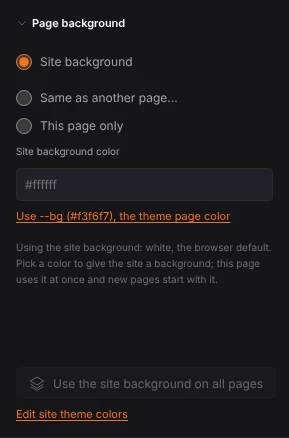 Page background
Site background
Same as another page...
This page only
Site background color
#ffffff
Use --bg (#f3f6f7), the theme page color
Using the site background: white, the browser default.
Pick a color to give the site a background; this page
uses it at once and new pages start with it.
Use the site background on all pages
Edit site theme colors